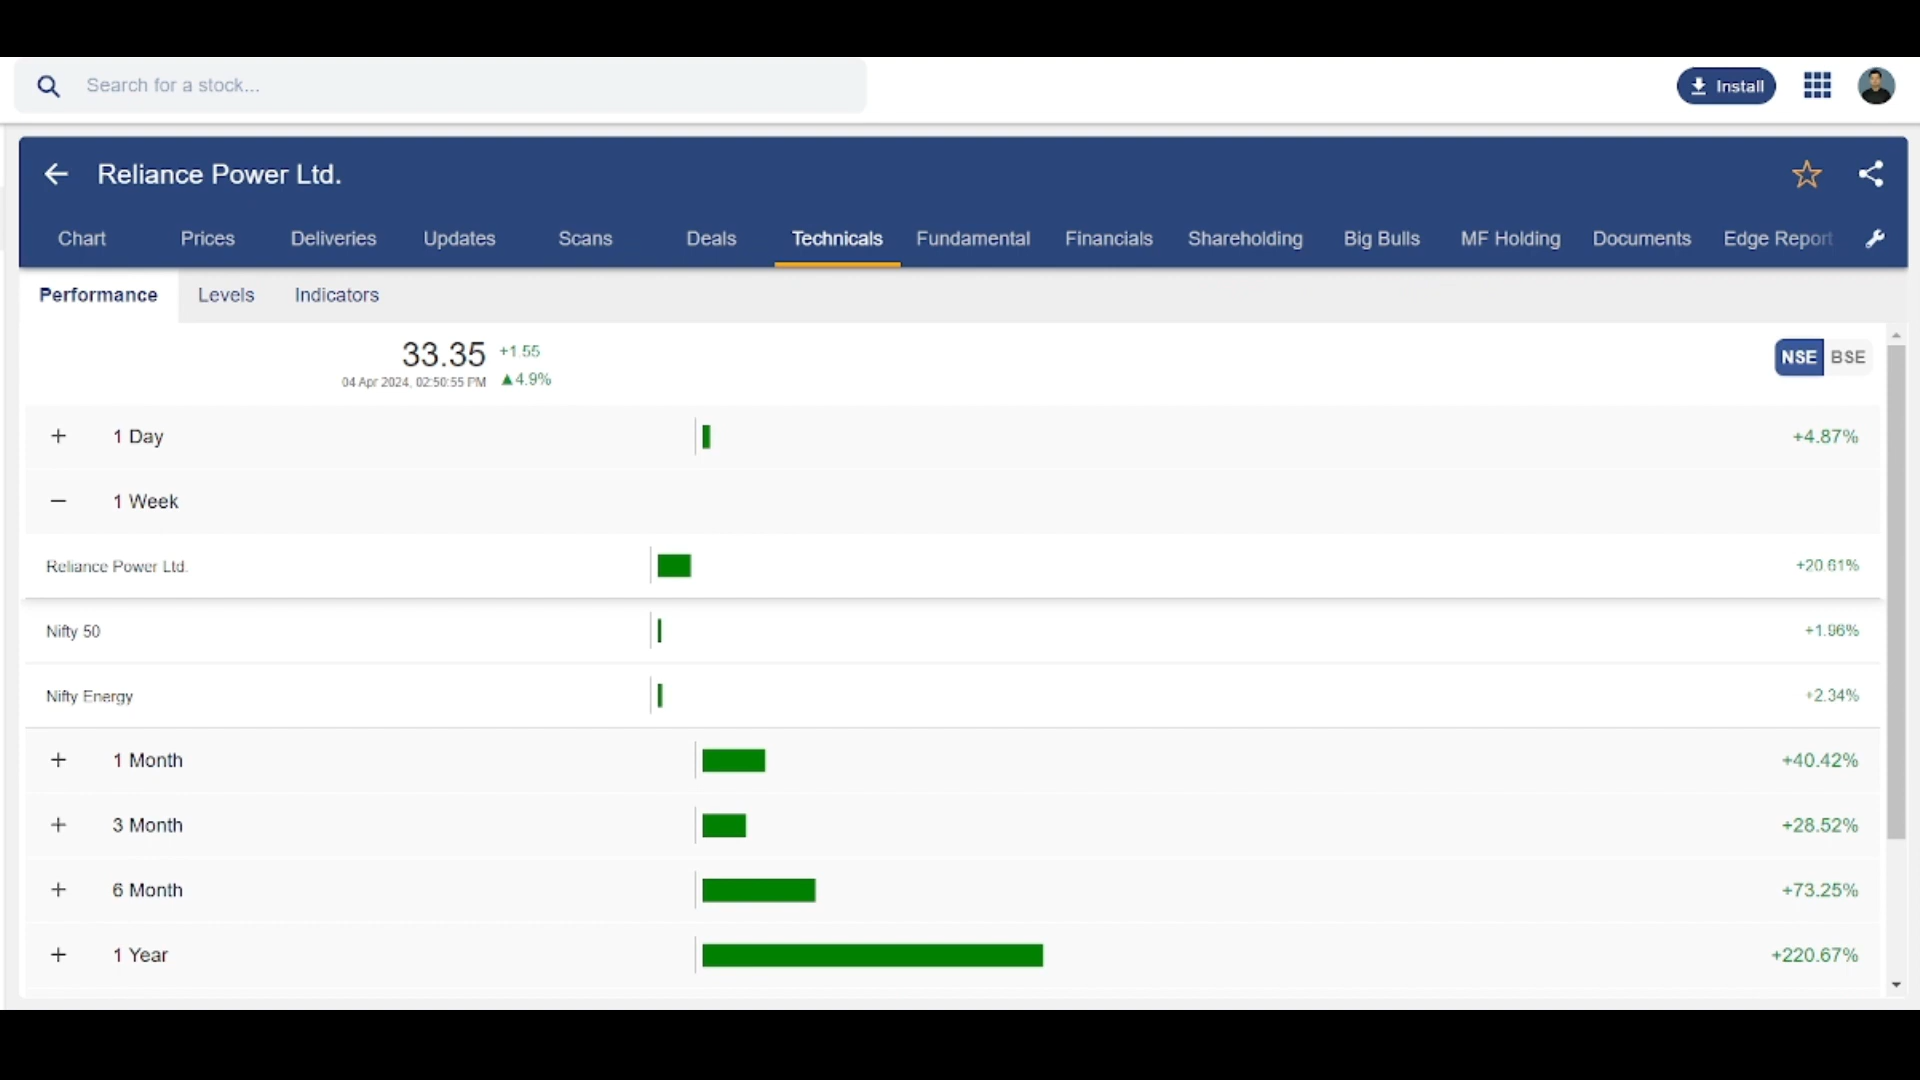 Search for a stock...
Install
Reliance Power Ltd.
Chart Prices Deliveries Updates Scans Deals Technicals Fundamental Financials Shareholding Big Bulls MF Holding Documents Edge Report
Performance Levels Indicators
33.35 +1.55
04 Apr 2024, 02:50:55 PM ▲4.9%
NSE BSE
+ 1 Day +4.87%
− 1 Week
Reliance Power Ltd. +20.61%
Nifty 50 +1.96%
Nifty Energy +2.34%
+ 1 Month +40.42%
+ 3 Month +28.52%
+ 6 Month +73.25%
+ 1 Year +220.67%